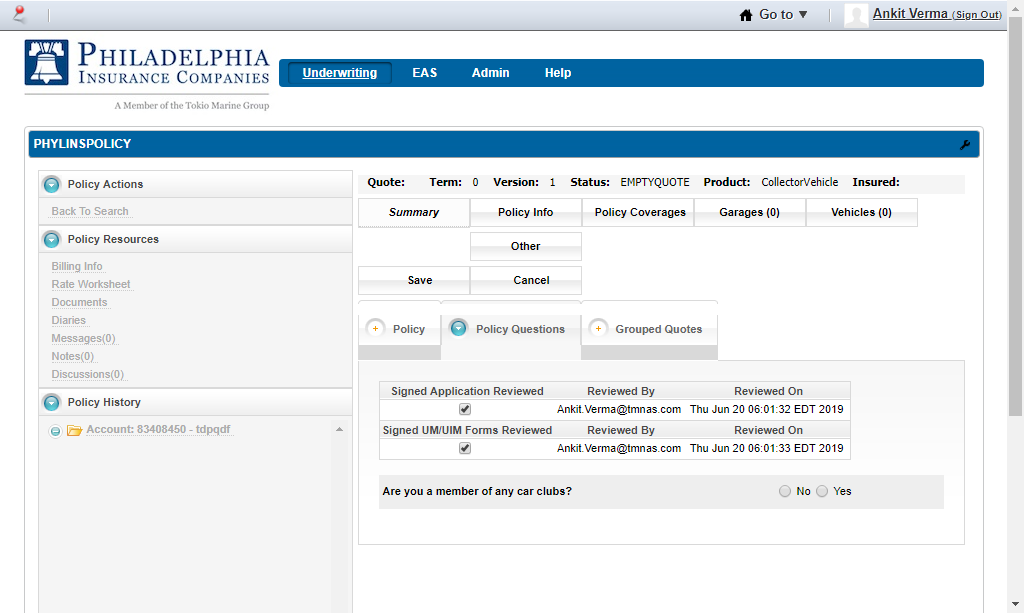 Go to ▼
Ankit Verma (Sign Out)
PHILADELPHIA
INSURANCE COMPANIES
A Member of the Tokio Marine Group
Underwriting EAS Admin Help
PHYLINSPOLICY
Policy Actions
Back To Search
Policy Resources
Billing Info
Rate Worksheet
Documents
Diaries
Messages(0)
Notes(0)
Discussions(0)
Policy History
Account: 83408450 - tdpqdf
Quote: Term: 0 Version: 1 Status: EMPTYQUOTE Product: CollectorVehicle Insured:
Summary Policy Info Policy Coverages Garages (0) Vehicles (0)
Other
Save Cancel
Policy Policy Questions Grouped Quotes
Signed Application Reviewed Reviewed By Reviewed On
Ankit.Verma@tmnas.com Thu Jun 20 06:01:32 EDT 2019
Signed UM/UIM Forms Reviewed Reviewed By Reviewed On
Ankit.Verma@tmnas.com Thu Jun 20 06:01:33 EDT 2019
Are you a member of any car clubs? No Yes